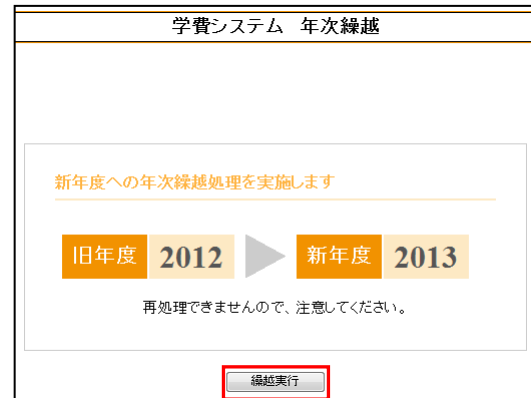 学費システム 年次繰越
新年度への年次繰越処理を実施します
旧年度 2012 新年度 2013
再処理できませんので、注意してください。
繰越実行